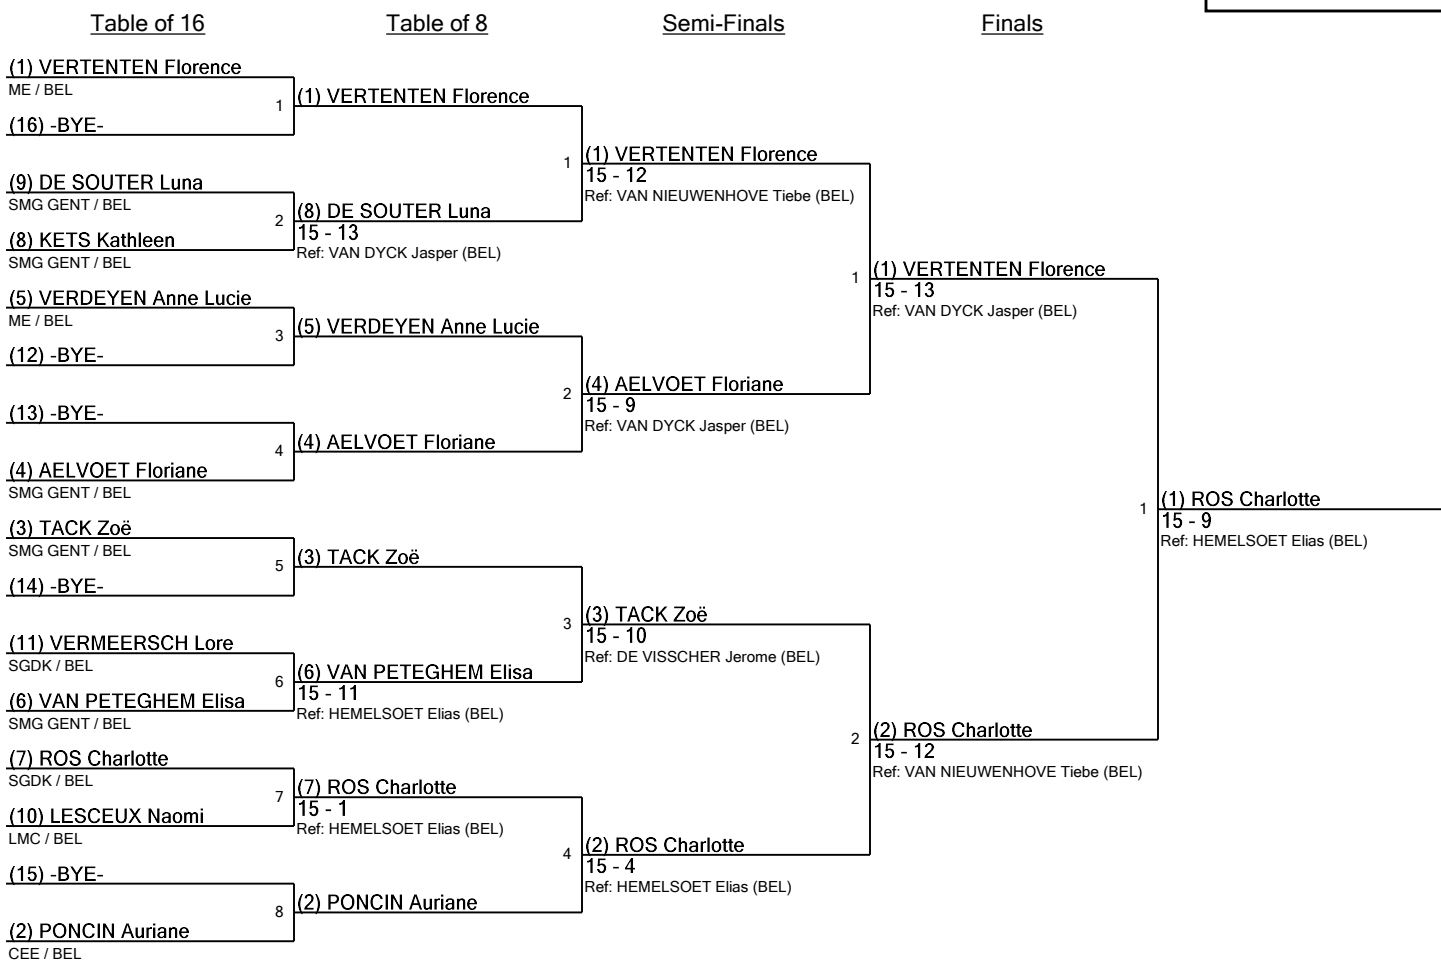 Table of 16
Table of 8
Semi-Finals
Finals
(1) VERTENTEN Florence
ME / BEL
1
(16) -BYE-
(9) DE SOUTER Luna
SMG GENT / BEL
2
(8) KETS Kathleen
SMG GENT / BEL
(5) VERDEYEN Anne Lucie
ME / BEL
3
(12) -BYE-
(13) -BYE-
4
(4) AELVOET Floriane
SMG GENT / BEL
(3) TACK Zoë
SMG GENT / BEL
5
(14) -BYE-
(11) VERMEERSCH Lore
SGDK / BEL
6
(6) VAN PETEGHEM Elisa
SMG GENT / BEL
(7) ROS Charlotte
SGDK / BEL
7
(10) LESCEUX Naomi
LMC / BEL
(15) -BYE-
8
(2) PONCIN Auriane
CEE / BEL
(1) VERTENTEN Florence
1
(8) DE SOUTER Luna
15 - 13
Ref: VAN DYCK Jasper (BEL)
(5) VERDEYEN Anne Lucie
2
(4) AELVOET Floriane
(3) TACK Zoë
3
(6) VAN PETEGHEM Elisa
15 - 11
Ref: HEMELSOET Elias (BEL)
(7) ROS Charlotte
15 - 1
Ref: HEMELSOET Elias (BEL)
4
(2) PONCIN Auriane
(1) VERTENTEN Florence
15 - 12
Ref: VAN NIEUWENHOVE Tiebe (BEL)
1
(4) AELVOET Floriane
15 - 9
Ref: VAN DYCK Jasper (BEL)
(3) TACK Zoë
15 - 10
Ref: DE VISSCHER Jerome (BEL)
2
(2) ROS Charlotte
15 - 4
Ref: HEMELSOET Elias (BEL)
(1) VERTENTEN Florence
15 - 13
Ref: VAN DYCK Jasper (BEL)
1
(2) ROS Charlotte
15 - 12
Ref: VAN NIEUWENHOVE Tiebe (BEL)
(1) ROS Charlotte
15 - 9
Ref: HEMELSOET Elias (BEL)